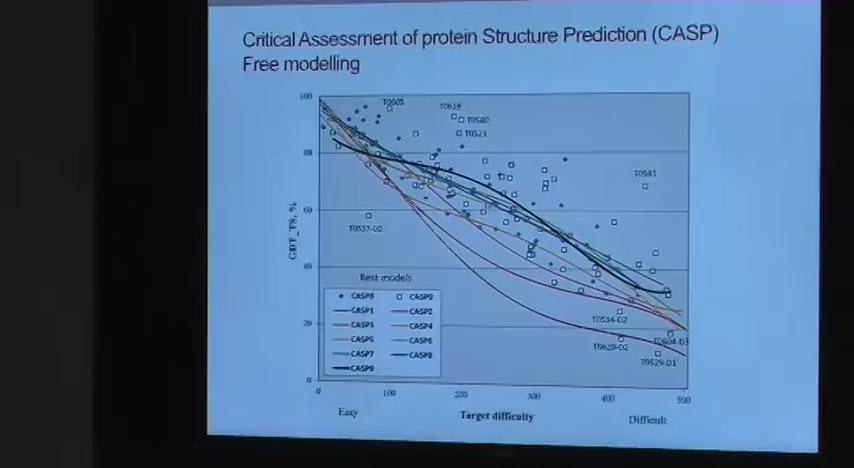 Critical Assessment of protein Structure Prediction (CASP)
Free modelling
100
T0605
T0619
T0580
T0523
80
T0581
60
T0537-D2
GDT_TS, %
40
Best models
CASP8 CASP9
CASP1 CASP2
CASP3 CASP4
CASP5 CASP6
CASP7 CASP8
CASP9
20
T0534-D2
T0604-D3
T0629-D2
T0529-D1
0
0 100 200 300 400 500
Easy Target difficulty Difficult